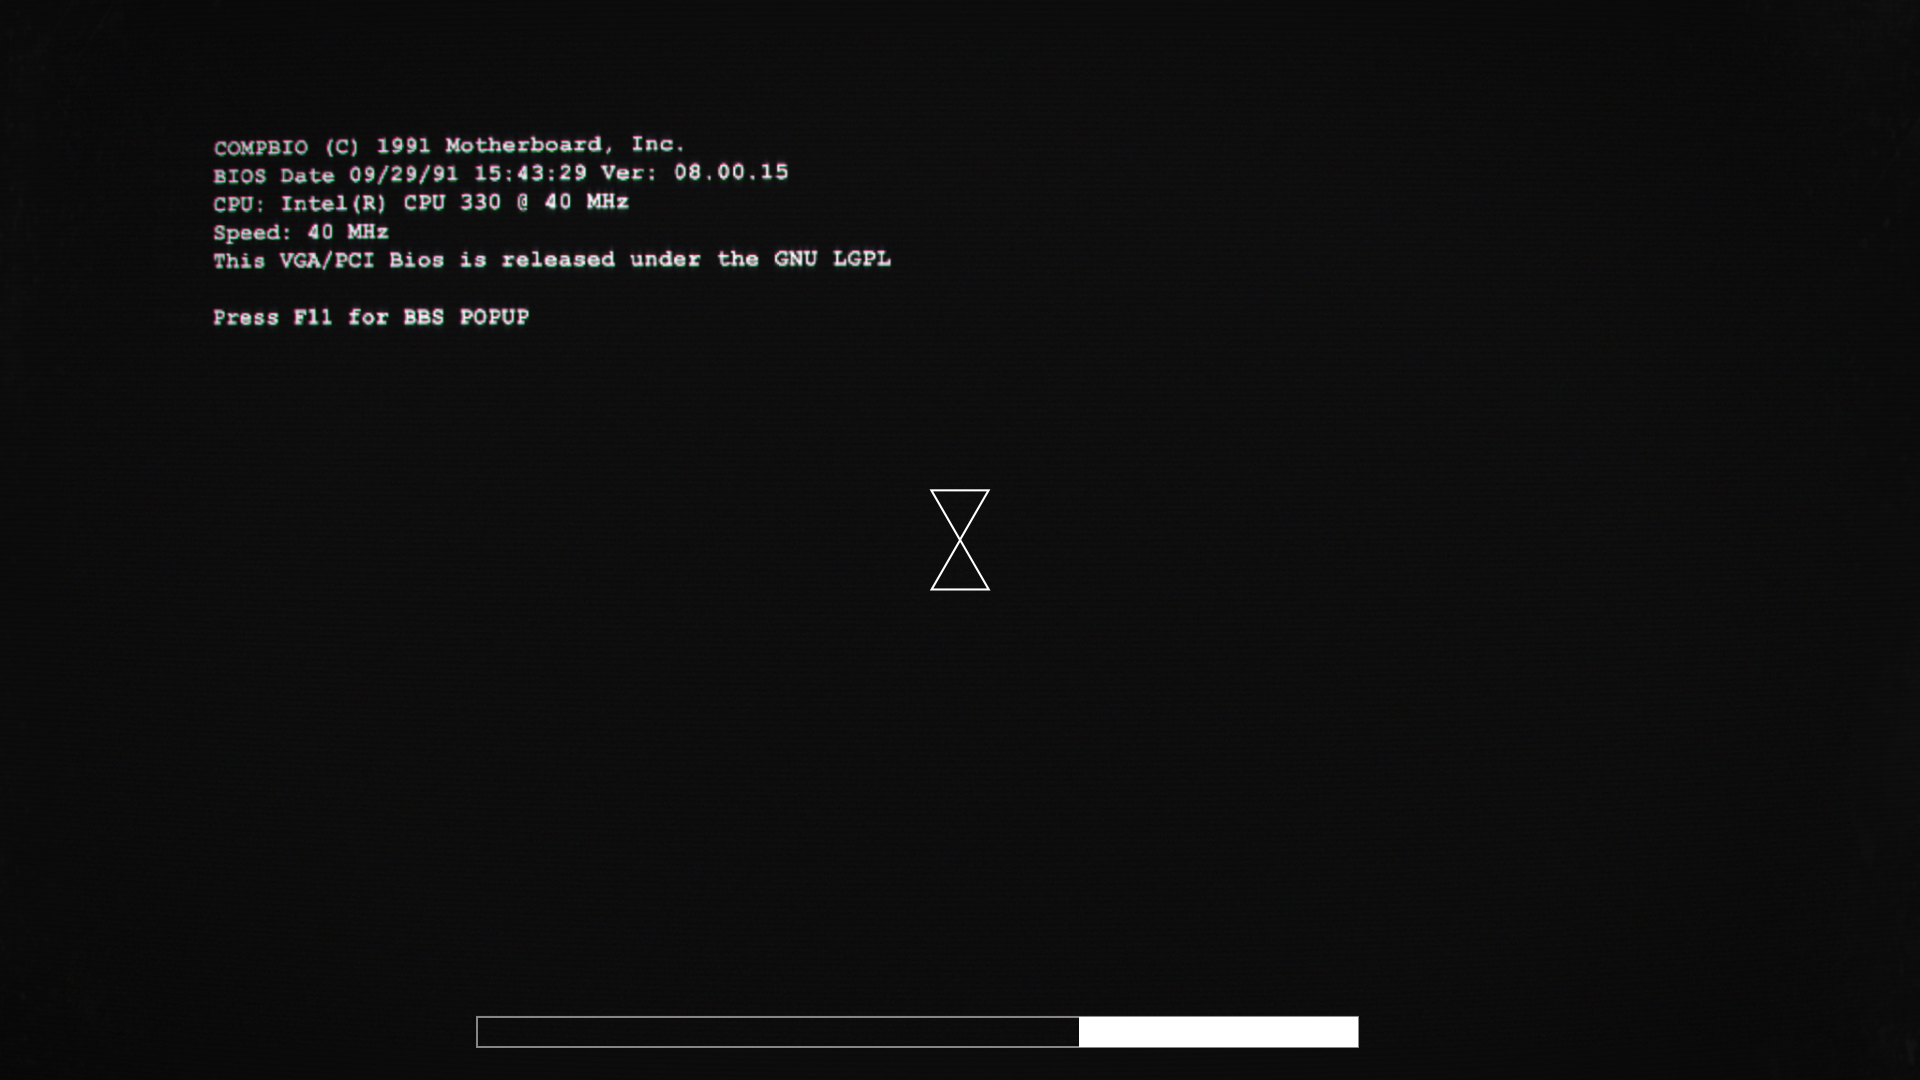 COMPBIO (C) 1991 Motherboard, Inc.
BIOS Date 09/29/91 15:43:29 Ver: 08.00.15
CPU: Intel(R) CPU 330 @ 40 MHz
Speed: 40 MHz
This VGA/PCI Bios is released under the GNU LGPL
Press F11 for BBS POPUP